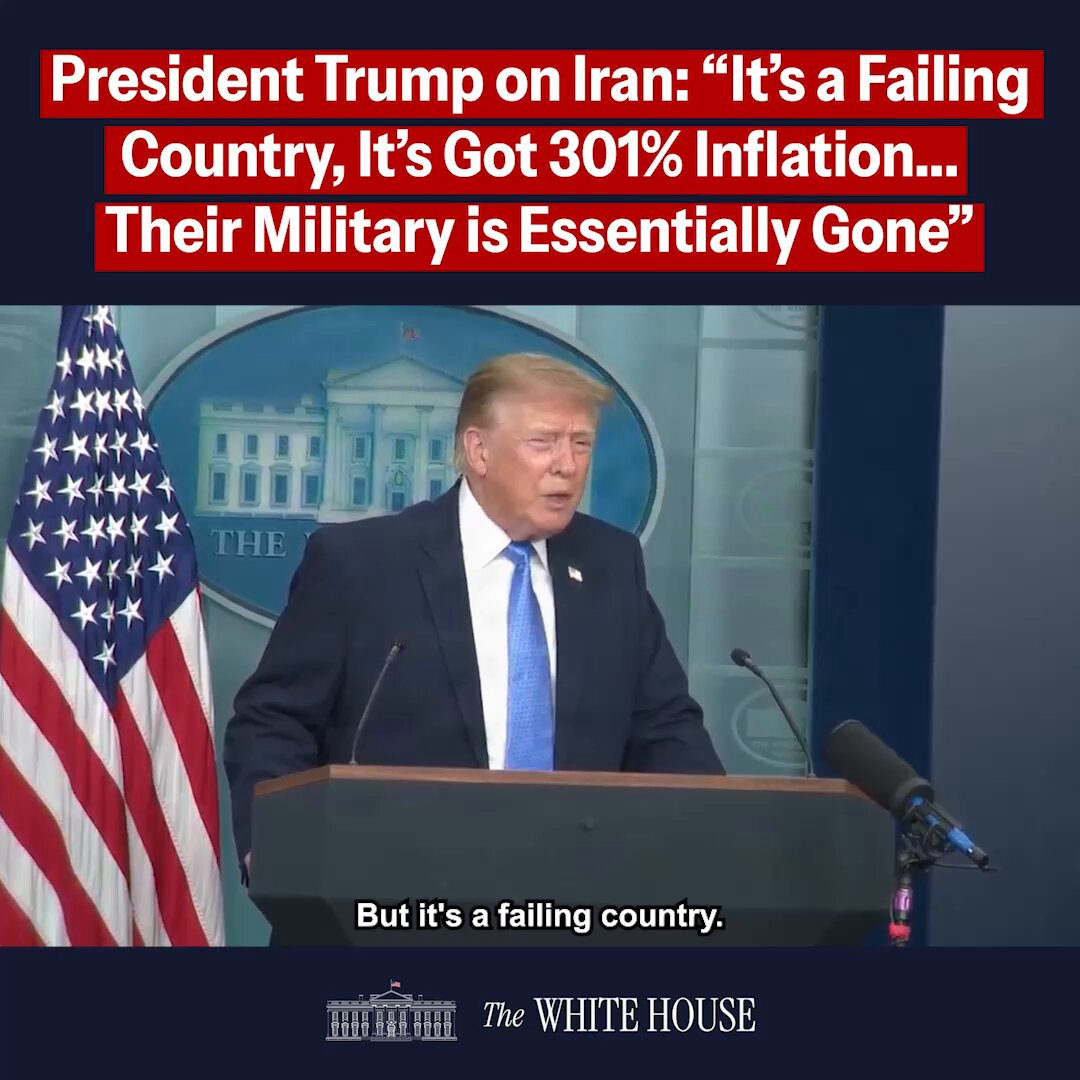 President Trump on Iran: “It’s a Failing
Country, It’s Got 301% Inflation...
Their Military is Essentially Gone”
THE
But it's a failing country.
The WHITE HOUSE